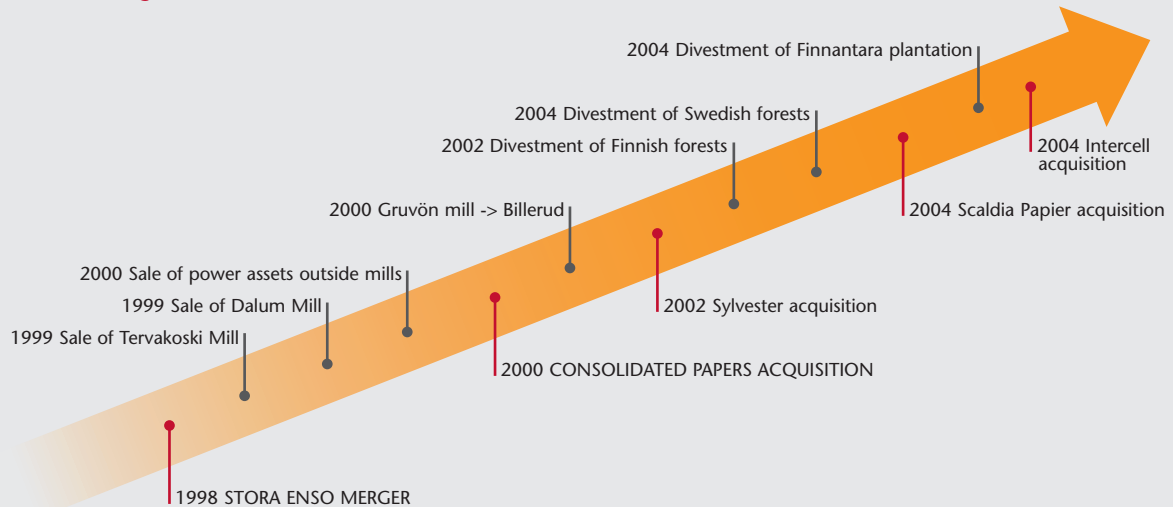 2004 Divestment of Finnantara plantation
2004 Divestment of Swedish forests
2002 Divestment of Finnish forests
2004 Intercell
acquisition
2000 Gruvön mill -> Billerud
2004 Scaldia Papier acquisition
2000 Sale of power assets outside mills
1999 Sale of Dalum Mill
2002 Sylvester acquisition
1999 Sale of Tervakoski Mill
2000 CONSOLIDATED PAPERS ACQUISITION
1998 STORA ENSO MERGER